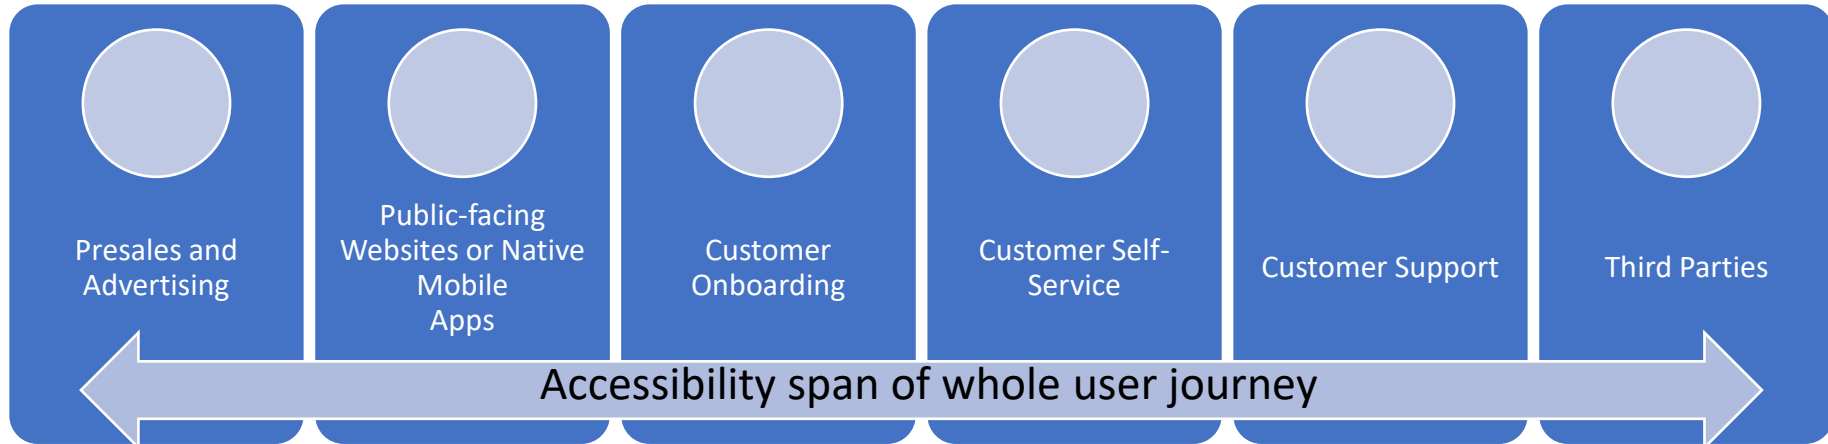 Presales and
Advertising
Public-facing
Websites or Native
Mobile
Apps
Customer
Onboarding
Customer Self-
Service
Customer Support
Third Parties
Accessibility span of whole user journey